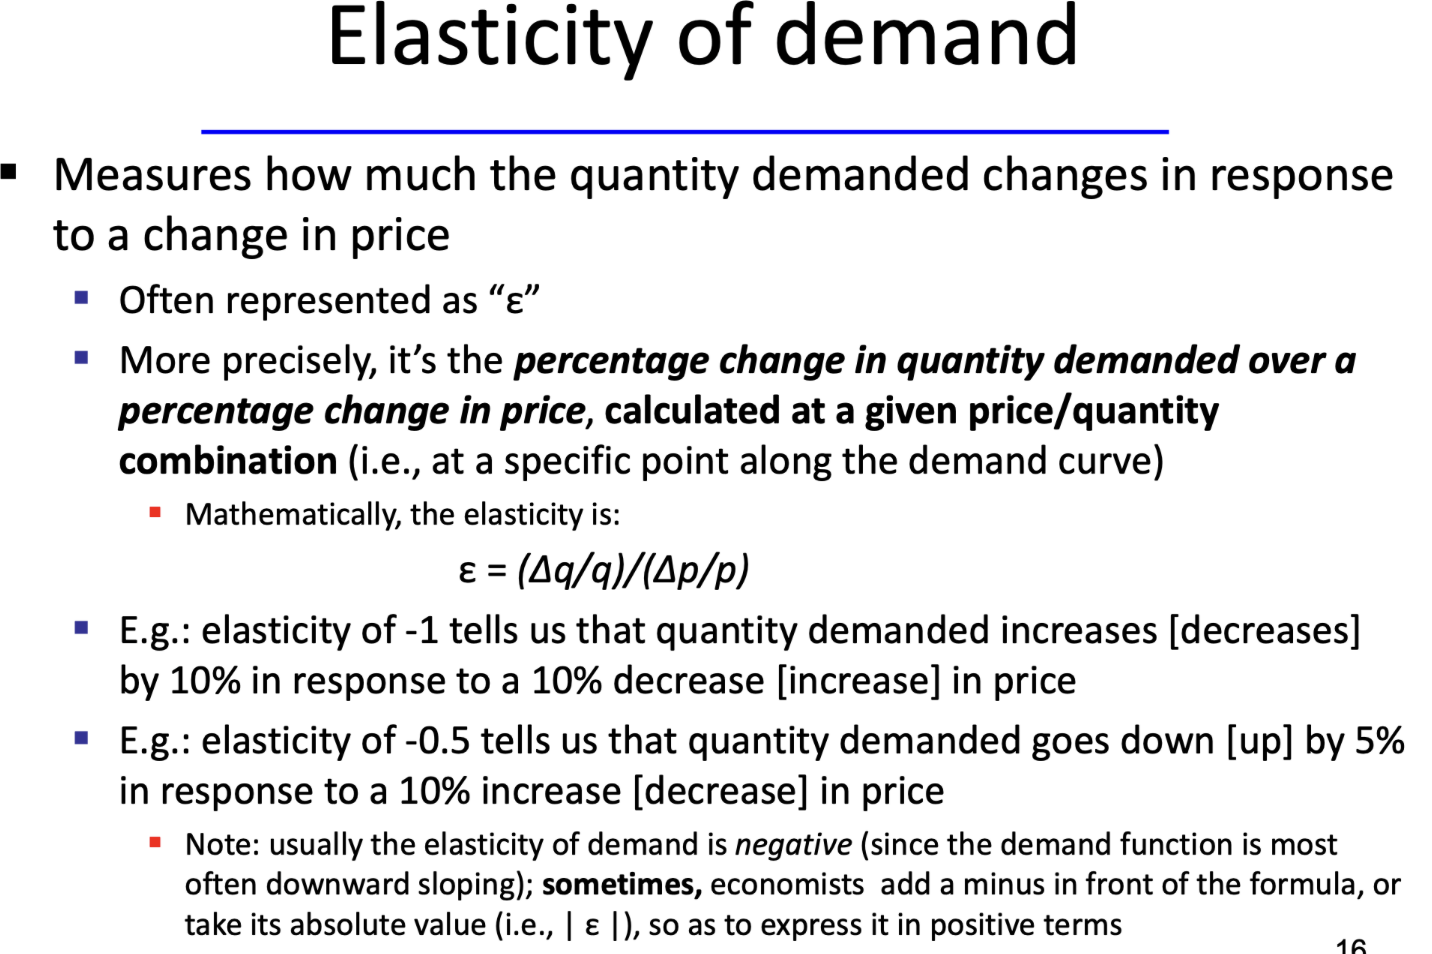 Elasticity of demand
▪ Measures how much the quantity demanded changes in response
to a change in price
▪ Often represented as “ε”
▪ More precisely, it’s the percentage change in quantity demanded over a
percentage change in price, calculated at a given price/quantity
combination (i.e., at a specific point along the demand curve)
▪ Mathematically, the elasticity is:
ε = (Δq/q)/(Δp/p)
▪ E.g.: elasticity of -1 tells us that quantity demanded increases [decreases]
by 10% in response to a 10% decrease [increase] in price
▪ E.g.: elasticity of -0.5 tells us that quantity demanded goes down [up] by 5%
in response to a 10% increase [decrease] in price
▪ Note: usually the elasticity of demand is negative (since the demand function is most
often downward sloping); sometimes, economists  add a minus in front of the formula, or
take its absolute value (i.e., | ε |), so as to express it in positive terms
16